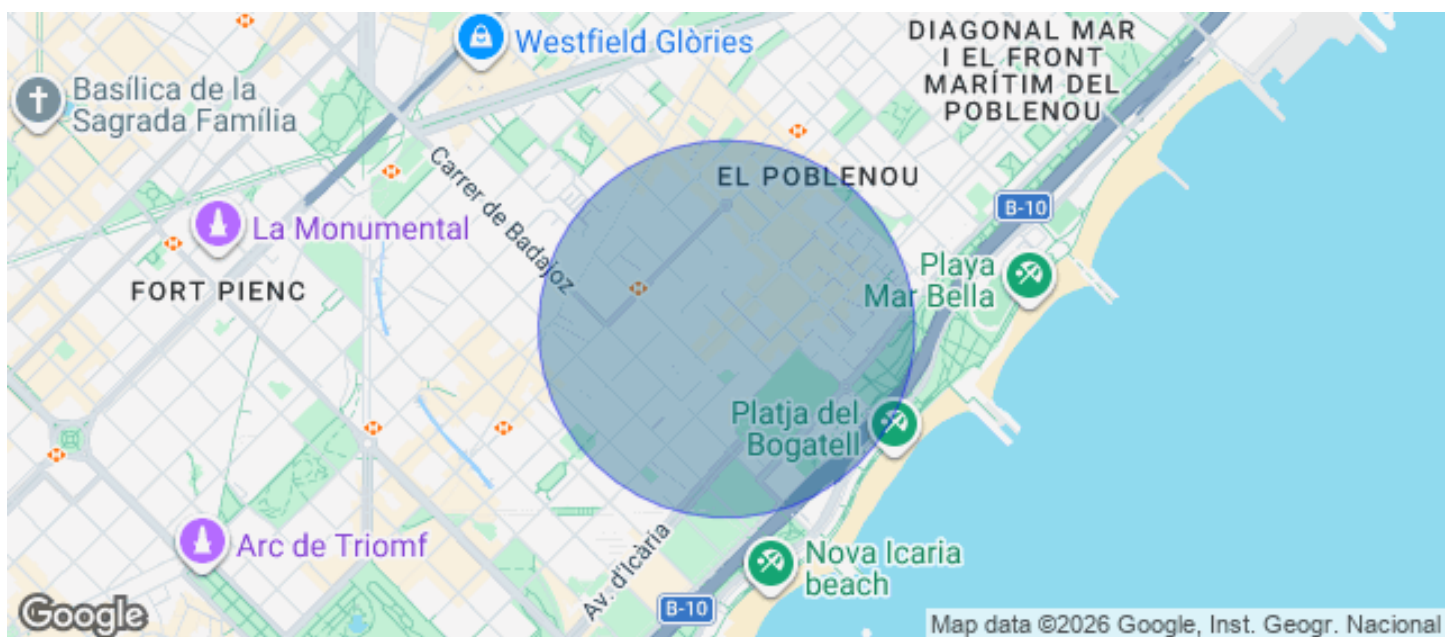 Westfield Glòries
DIAGONAL MAR
I EL FRONT
MARÍTIM DEL
POBLENOU
Basílica de la
Sagrada Família
Carrer de Badajoz
EL POBLENOU
B-10
La Monumental
FORT PIENC
Playa
Mar Bella
Platja del
Bogatell
Arc de Triomf
Av. d'Icària
Nova Icaria
beach
B-10
Google
Map data ©2026 Google, Inst. Geogr. Nacional